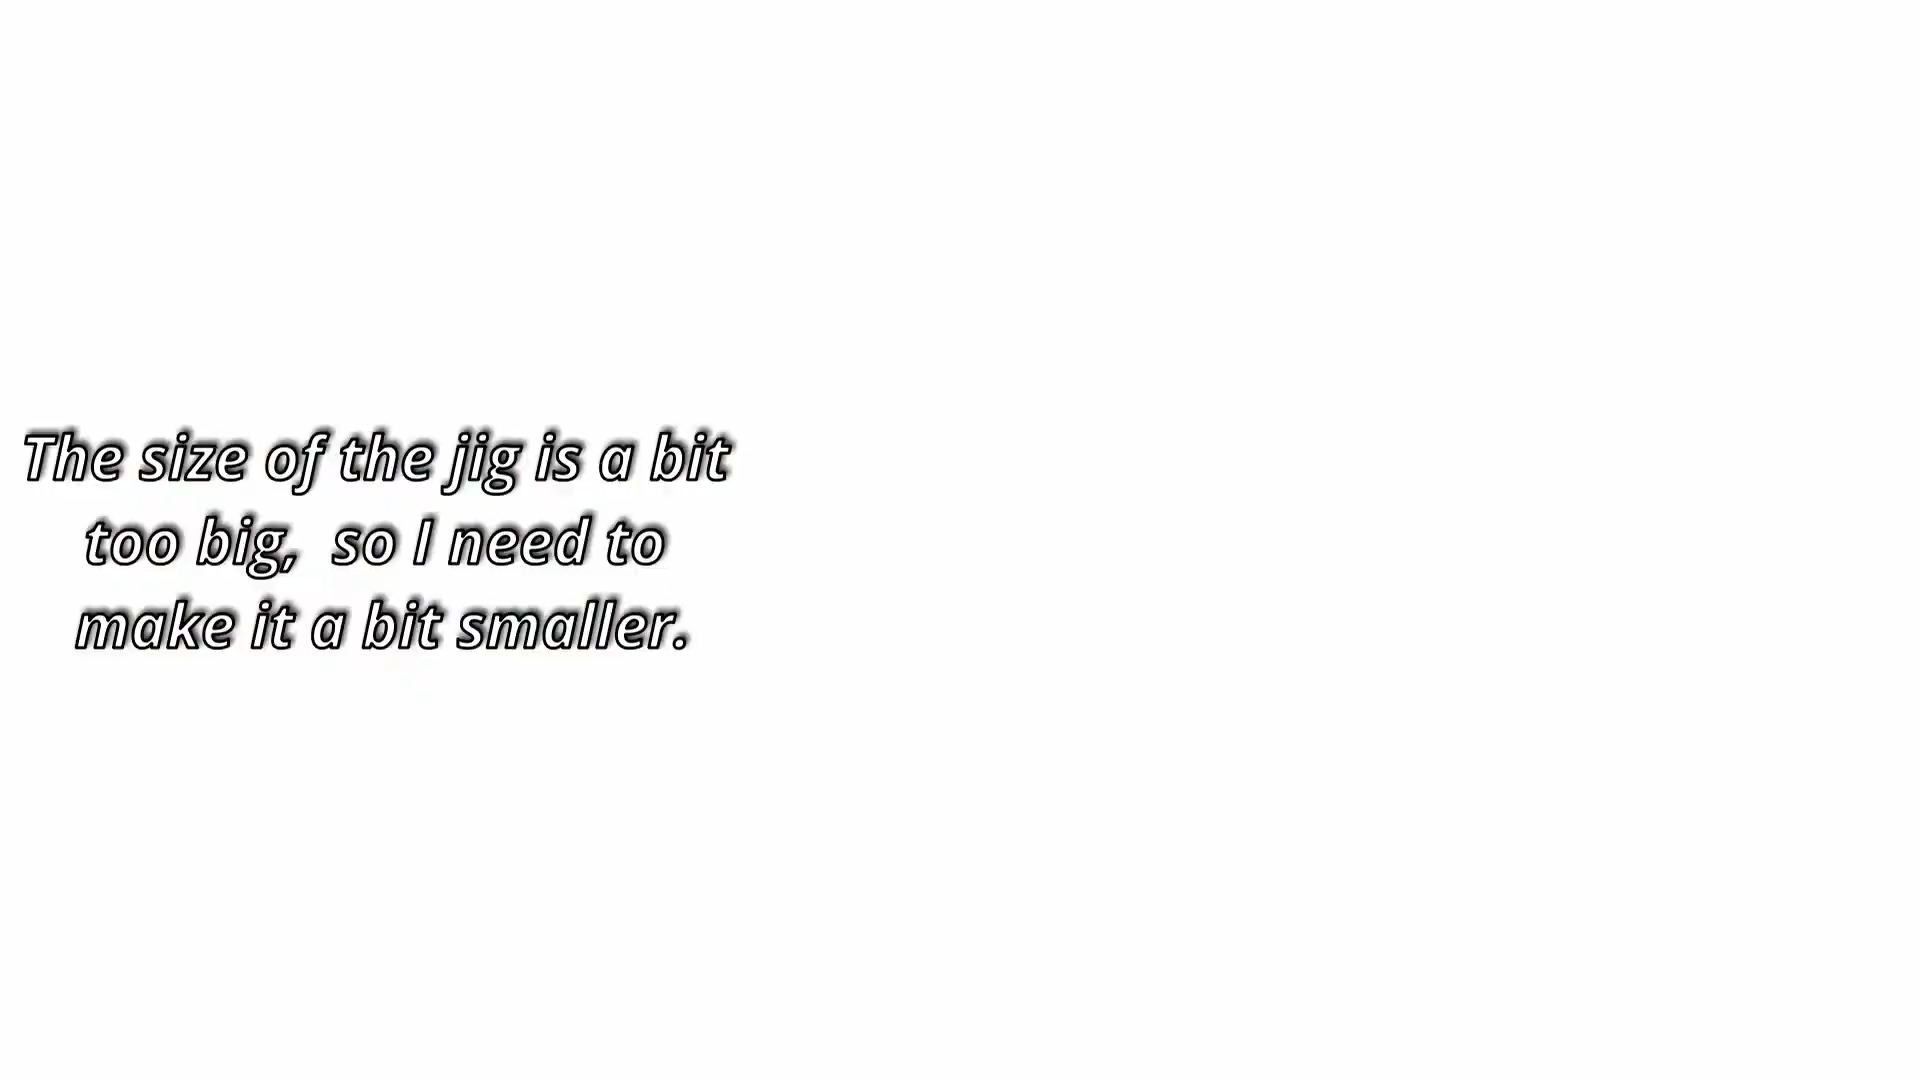 The size of the jig is a bit
too big,  so I need to
make it a bit smaller.